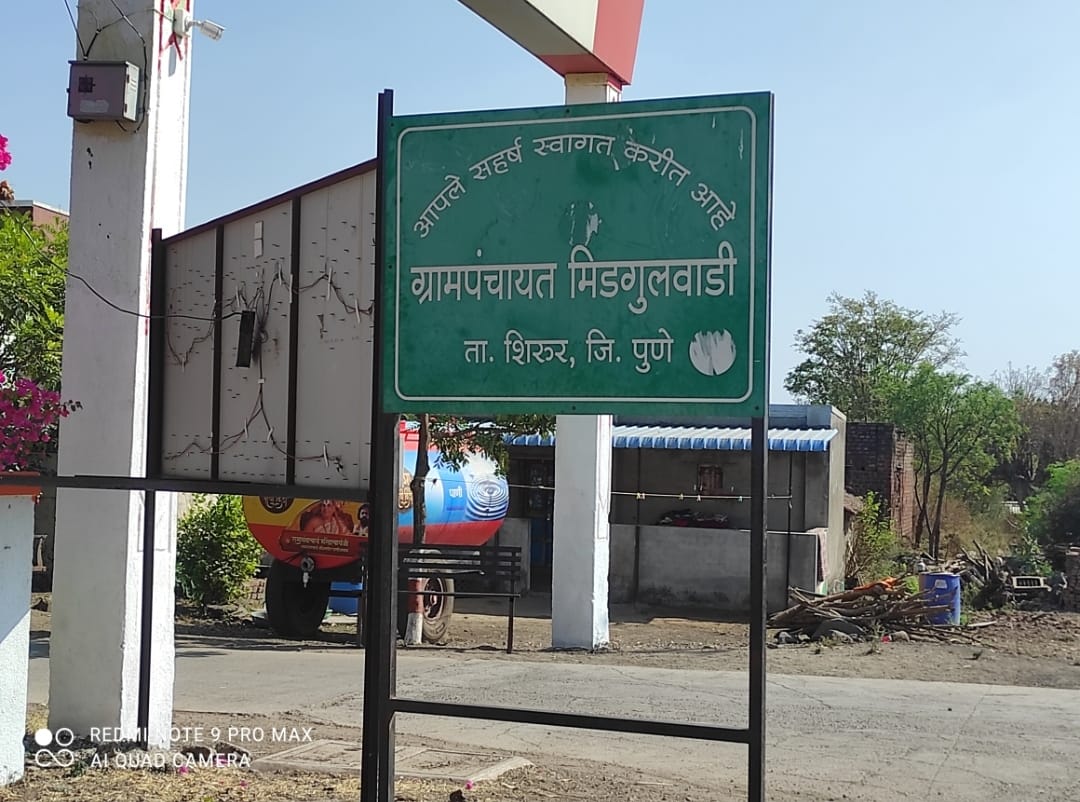 आपले सहर्ष स्वागत करीत आहे
ग्रामपंचायत मिडगुलवाडी
ता. शिरुर, जि. पुणे
पाणी
REDMI NOTE 9 PRO MAX
AI QUAD CAMERA